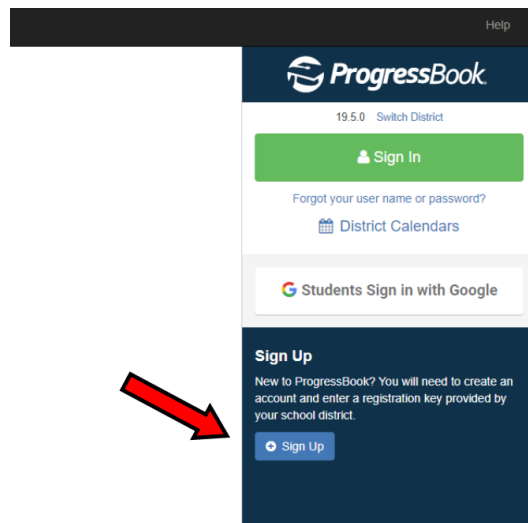 Help
ProgressBook
19.5.0 Switch District
Sign In
Forgot your user name or password?
District Calendars
Students Sign in with Google
Sign Up
New to ProgressBook? You will need to create an
account and enter a registration key provided by
your school district.
Sign Up